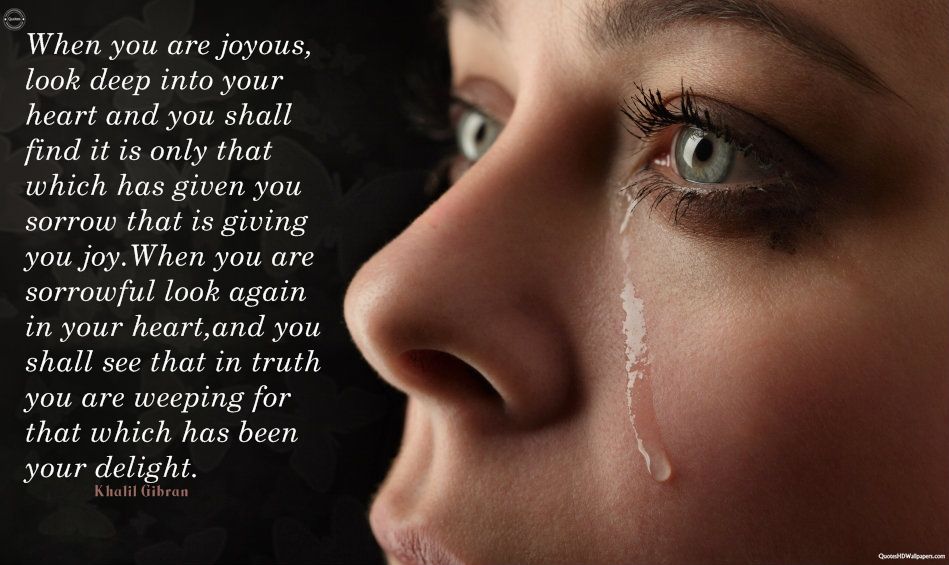 Quotes
When you are joyous,
look deep into your
heart and you shall
find it is only that
which has given you
sorrow that is giving
you joy.When you are
sorrowful look again
in your heart,and you
shall see that in truth
you are weeping for
that which has been
your delight.
Khalil Gibran
QuotesHDWallpapers.com